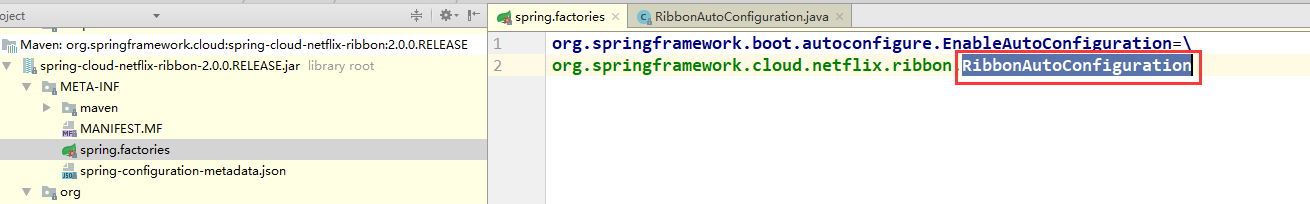 oject
Maven: org.springframework.cloud:spring-cloud-netflix-ribbon:2.0.0.RELEASE
spring-cloud-netflix-ribbon-2.0.0.RELEASE.jar library root
META-INF
maven
MANIFEST.MF
spring.factories
spring-configuration-metadata.json
org
spring.factories RibbonAutoConfiguration.java
1 org.springframework.boot.autoconfigure.EnableAutoConfiguration=\
2 org.springframework.cloud.netflix.ribbon.RibbonAutoConfiguration